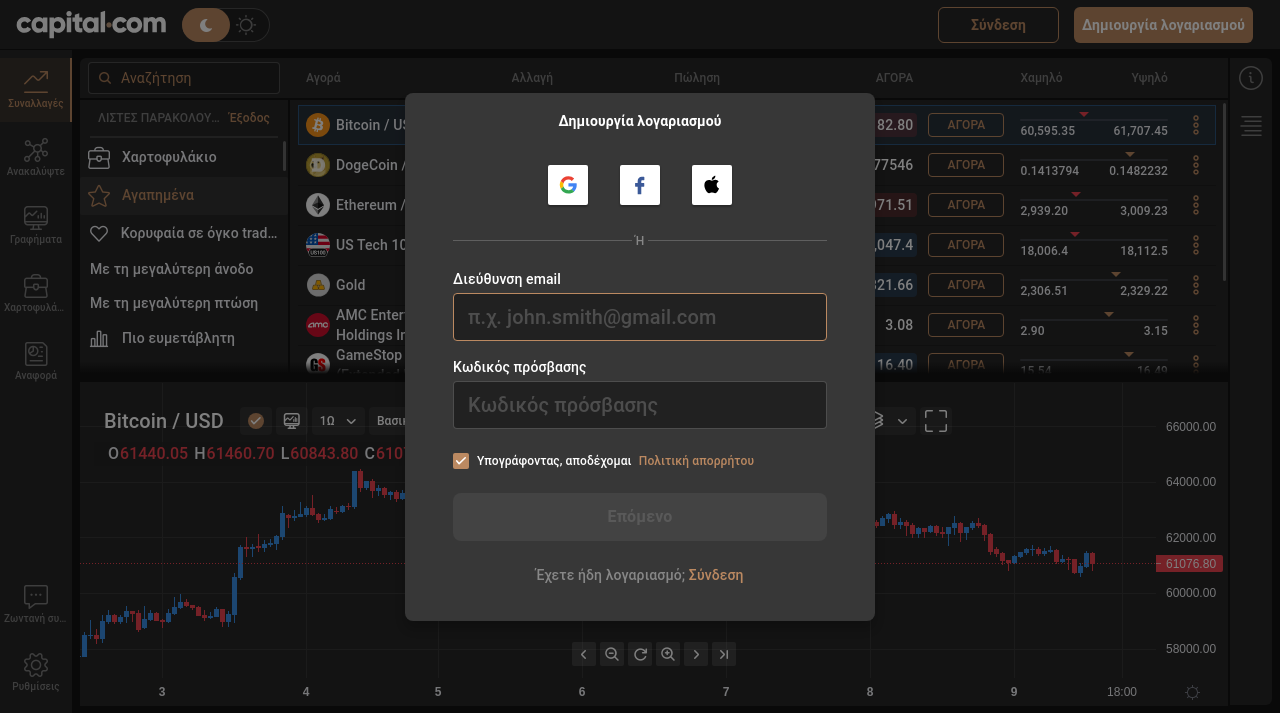 capital.com
Σύνδεση
Δημιουργία λογαριασμού
Συναλλαγές
Ανακαλύψτε
Γραφήματα
Χαρτοφυλά...
Αναφορά
Ζωντανή συ...
Ρυθμίσεις
Αναζήτηση
ΛΙΣΤΕΣ ΠΑΡΑΚΟΛΟΥ... Έξοδος
Χαρτοφυλάκιο
Αγαπημένα
Κορυφαία σε όγκο trad...
Με τη μεγαλύτερη άνοδο
Με τη μεγαλύτερη πτώση
Πιο ευμετάβλητη
Αγορά Αλλαγή Πώληση ΑΓΟΡΑ Χαμηλό Υψηλό
Bitcoin / US 82.80 ΑΓΟΡΑ 60,595.35 61,707.45
DogeCoin / 77546 ΑΓΟΡΑ 0.1413794 0.1482232
Ethereum / 971.51 ΑΓΟΡΑ 2,939.20 3,009.23
US100
US Tech 10 ,047.4 ΑΓΟΡΑ 18,006.4 18,112.5
Gold 321.66 ΑΓΟΡΑ 2,306.51 2,329.22
amc
AMC Enter
Holdings In 3.08 ΑΓΟΡΑ 2.90 3.15
GameStop 16.40 ΑΓΟΡΑ 15.54 16.49
Δημιουργία λογαριασμού
Ή
Διεύθυνση email
π.χ. john.smith@gmail.com
Κωδικός πρόσβασης
Κωδικός πρόσβασης
Υπογράφοντας, αποδέχομαι Πολιτική απορρήτου
Επόμενο
Έχετε ήδη λογαριασμό; Σύνδεση
Bitcoin / USD 1Ω Βασικ
O61440.05 H61460.70 L60843.80 C6107
66000.00
64000.00
62000.00
61076.80
60000.00
58000.00
3 4 5 6 7 8 9 18:00